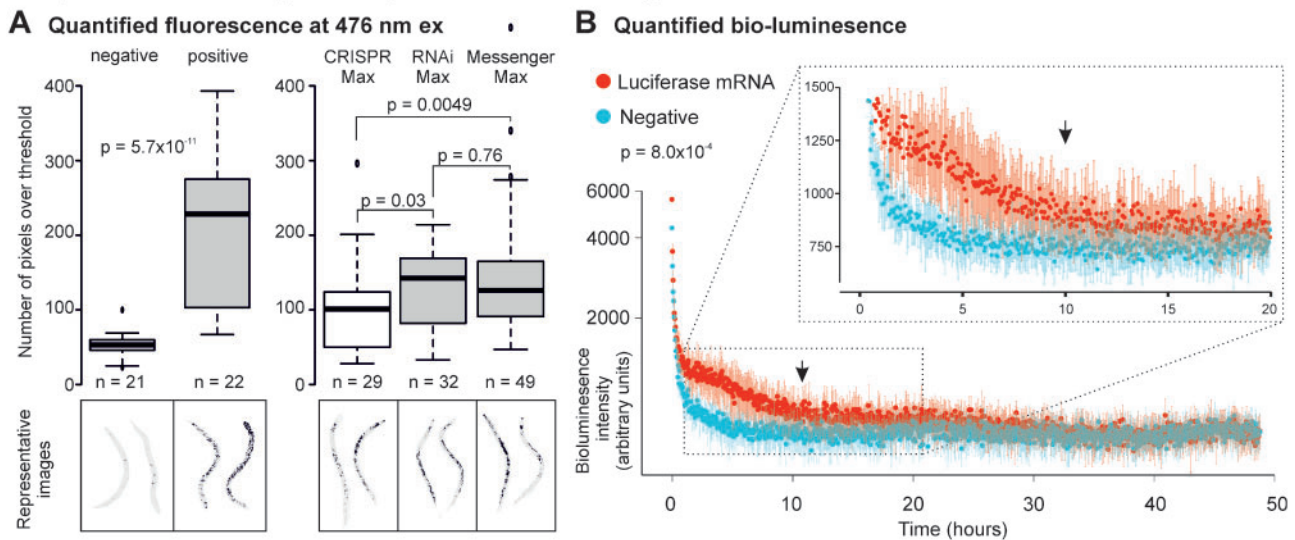 A Quantified fluorescence at 476 nm ex
negative positive
CRISPR Max
RNAi Max
Messenger Max
Number of pixels over threshold
400
300
200
100
0
p = 5.7x10⁻¹¹
n = 21 n = 22
400
300
200
100
0
p = 0.0049
p = 0.76
p = 0.03
n = 29 n = 32 n = 49
Representative
images
B Quantified bio-luminesence
Luciferase mRNA
Negative
p = 8.0x10⁻⁴
6000
4000
2000
Bioluminesence
intensity
(arbitrary units)
0 10 20 30 40 50
Time (hours)
1500
1250
1000
750
0 5 10 15 20